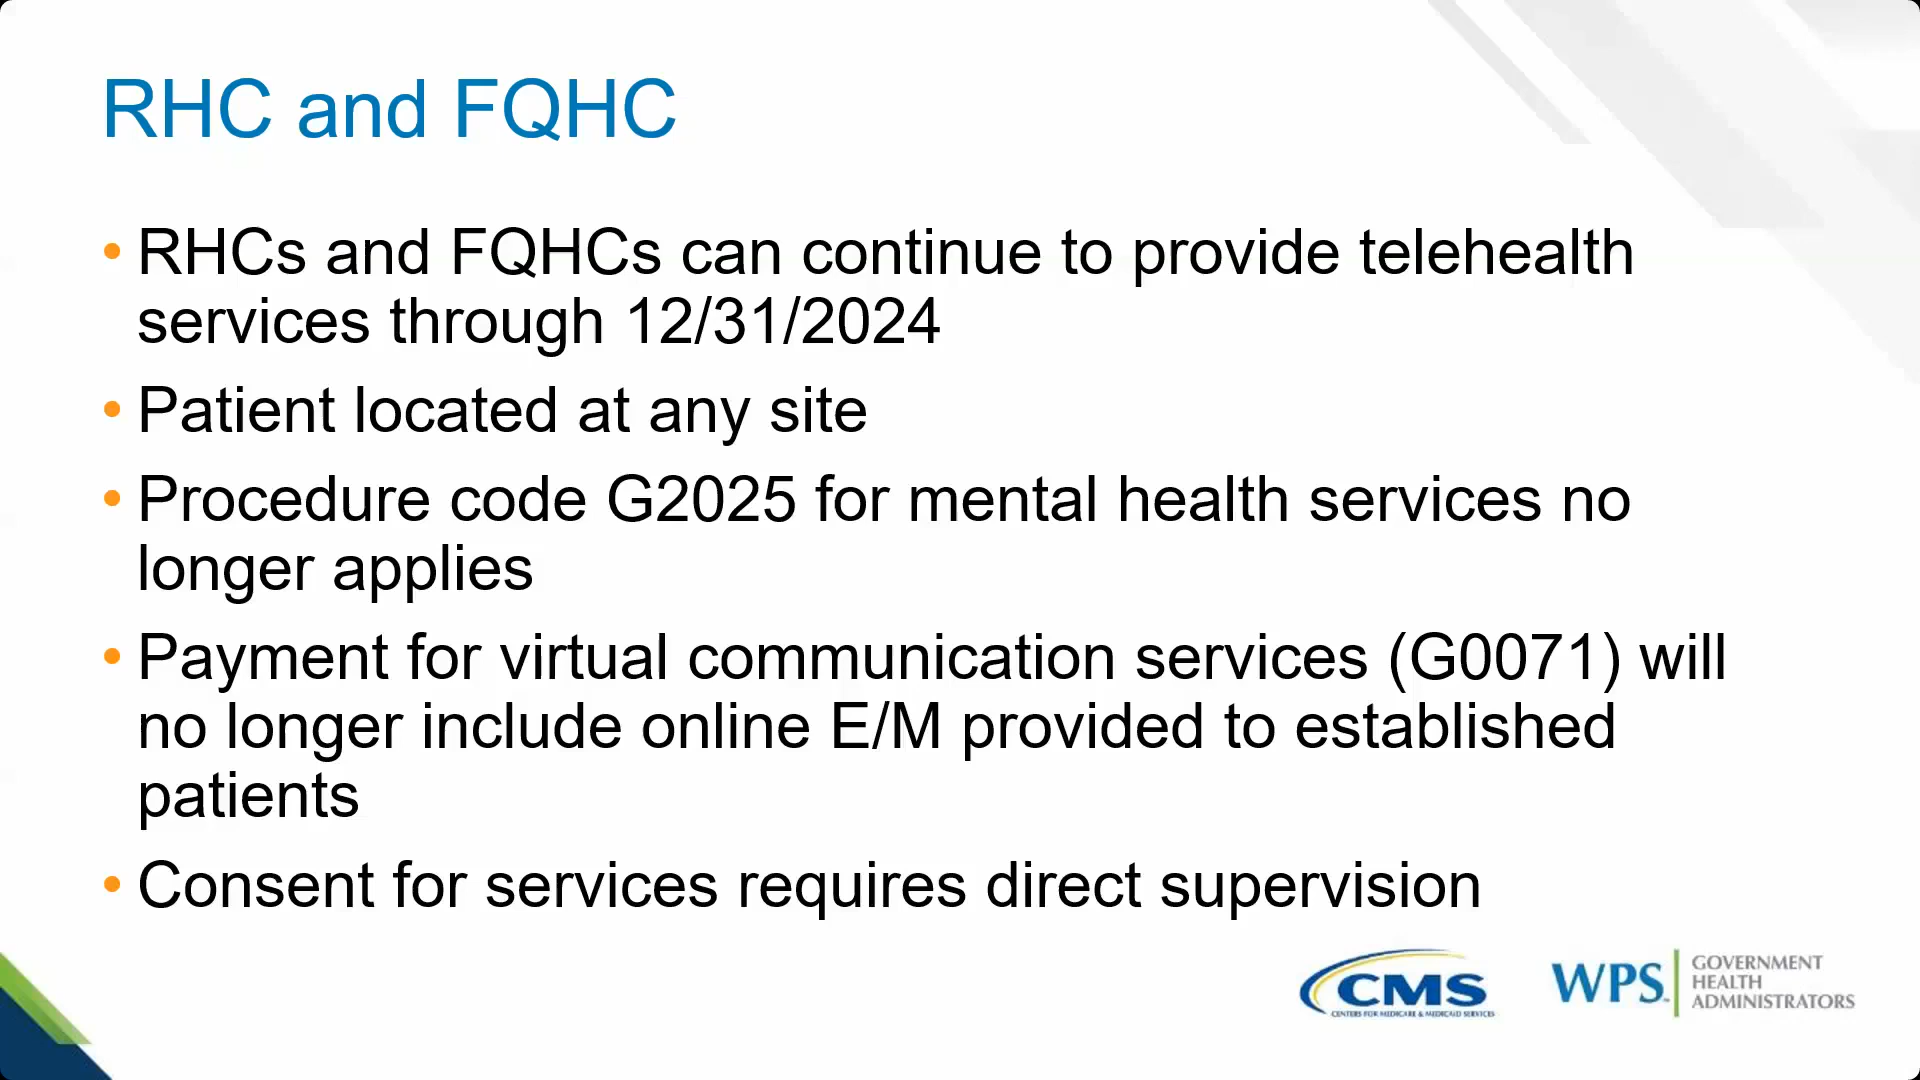 RHC and FQHC
• RHCs and FQHCs can continue to provide telehealth
services through 12/31/2024
• Patient located at any site
• Procedure code G2025 for mental health services no
longer applies
• Payment for virtual communication services (G0071) will
no longer include online E/M provided to established
patients
• Consent for services requires direct supervision
CMS
CENTERS FOR MEDICARE & MEDICAID SERVICES
WPS
GOVERNMENT
HEALTH
ADMINISTRATORS